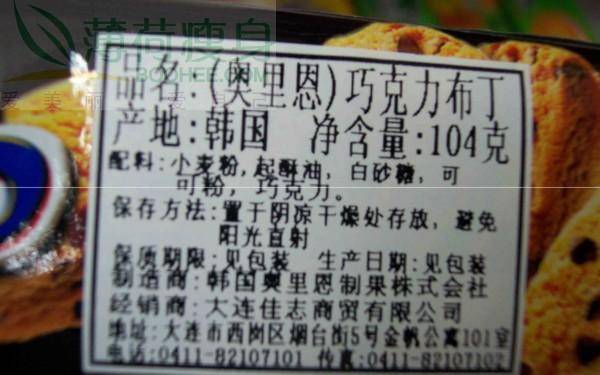 薄荷瘦身
BOOHEE.COM
品名:(奥里恩)巧克力布丁
产地:韩国 净含量:104克
配料:小麦粉,起酥油,白砂糖,可
可粉,巧克力。
保存方法:置于阴凉干燥处存放,避免
阳光直射
保质期限:见包装 生产日期:见包装
制造商:韩国奥里恩制果株式会社
经销商:大连佳志商贸有限公司
地址:大连市西岗区烟台街5号金帆公寓101室
电话:0411-82107101 传真:0411-82107102